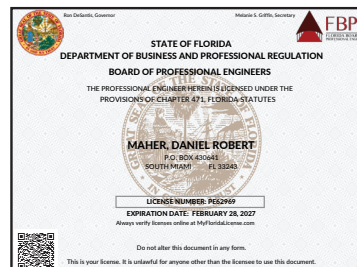 Ron DeSantis, Governor
Melanie S. Griffin, Secretary
FBP
STATE OF FLORIDA
DEPARTMENT OF BUSINESS AND PROFESSIONAL REGULATION
BOARD OF PROFESSIONAL ENGINEERS
THE PROFESSIONAL ENGINEER HEREIN IS LICENSED UNDER THE
PROVISIONS OF CHAPTER 471, FLORIDA STATUTES
MAHER, DANIEL ROBERT
P.O. BOX 430641
SOUTH MIAMI FL 33243
LICENSE NUMBER: PE62969
EXPIRATION DATE: FEBRUARY 28, 2027
Always verify licenses online at MyFloridaLicense.com
Do not alter this document in any form.
This is your license. It is unlawful for anyone other than the licensee to use this document.